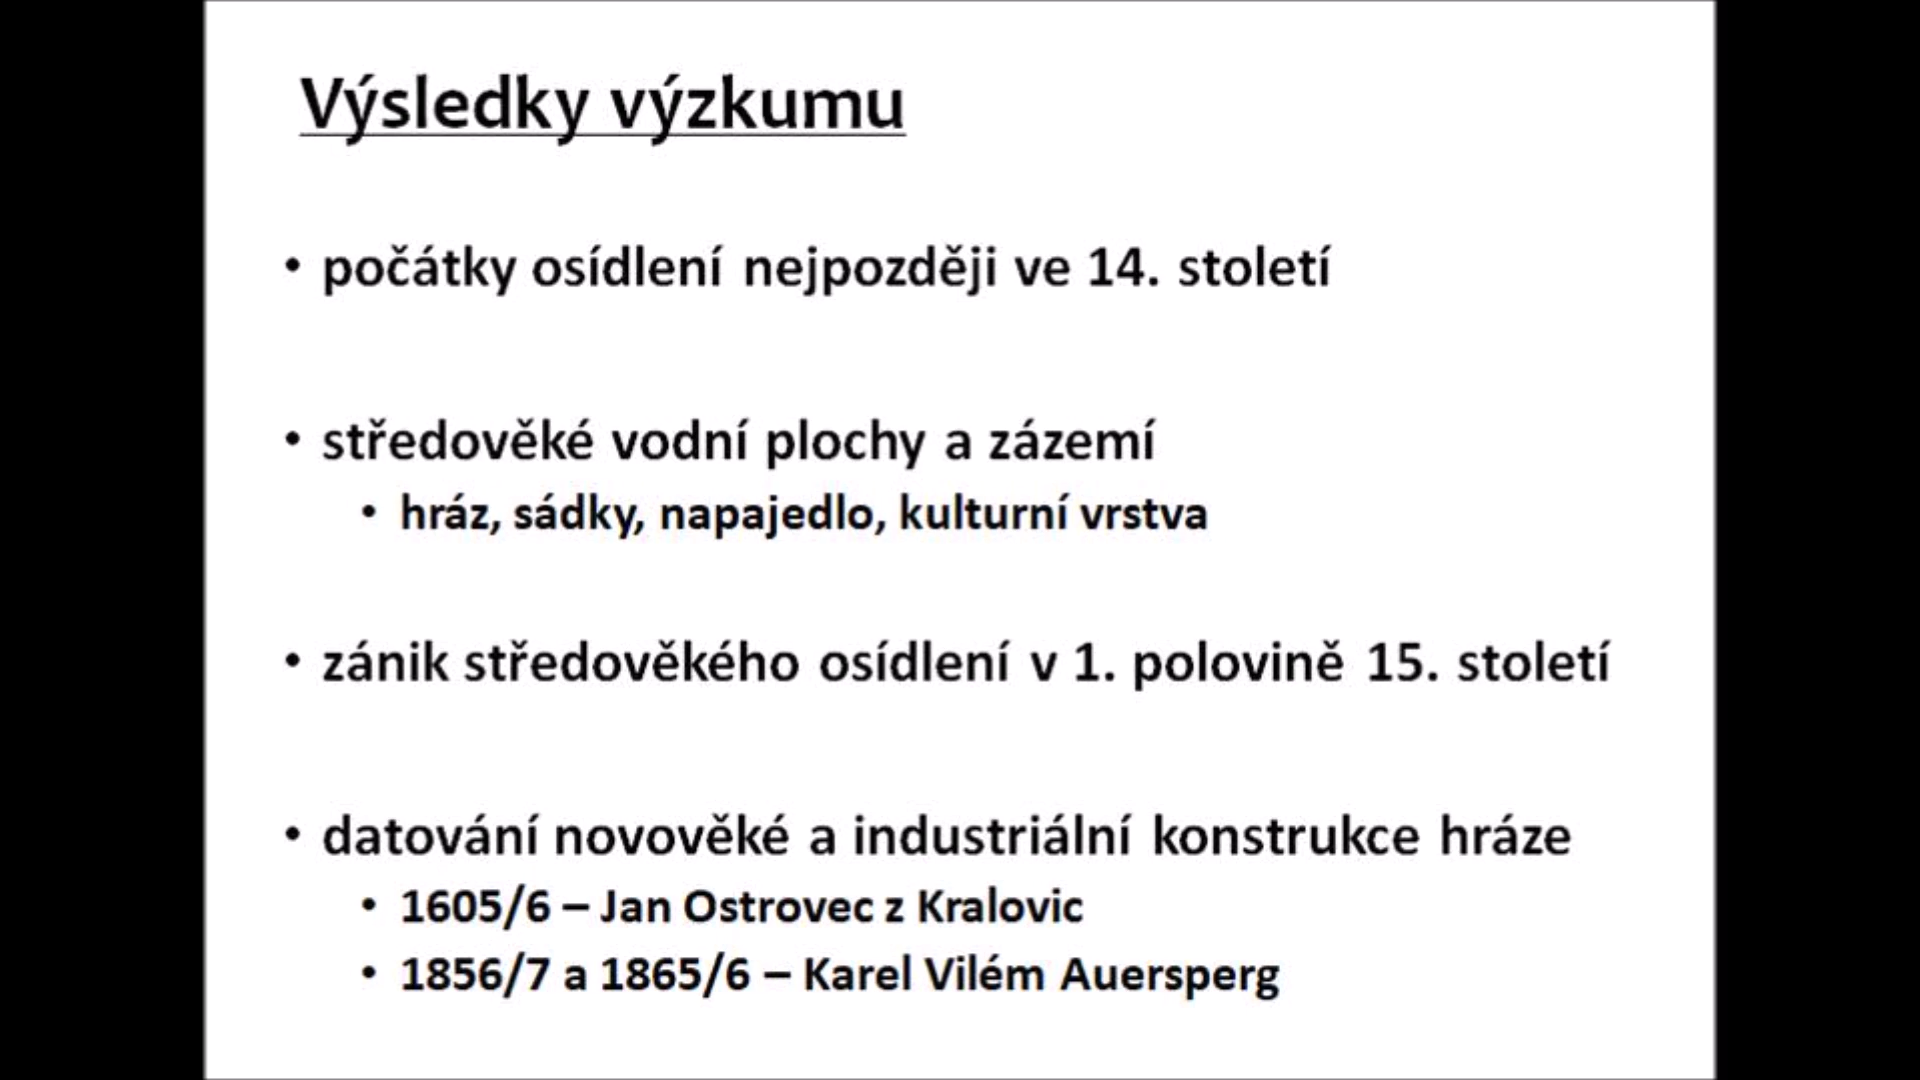 Výsledky výzkumu
• počátky osídlení nejpozději ve 14. století
• středověké vodní plochy a zázemí
• hráz, sádky, napajedlo, kulturní vrstva
• zánik středověkého osídlení v 1. polovině 15. století
• datování novověké a industriální konstrukce hráze
• 1605/6 – Jan Ostrovec z Kralovic
• 1856/7 a 1865/6 – Karel Vilém Auersperg